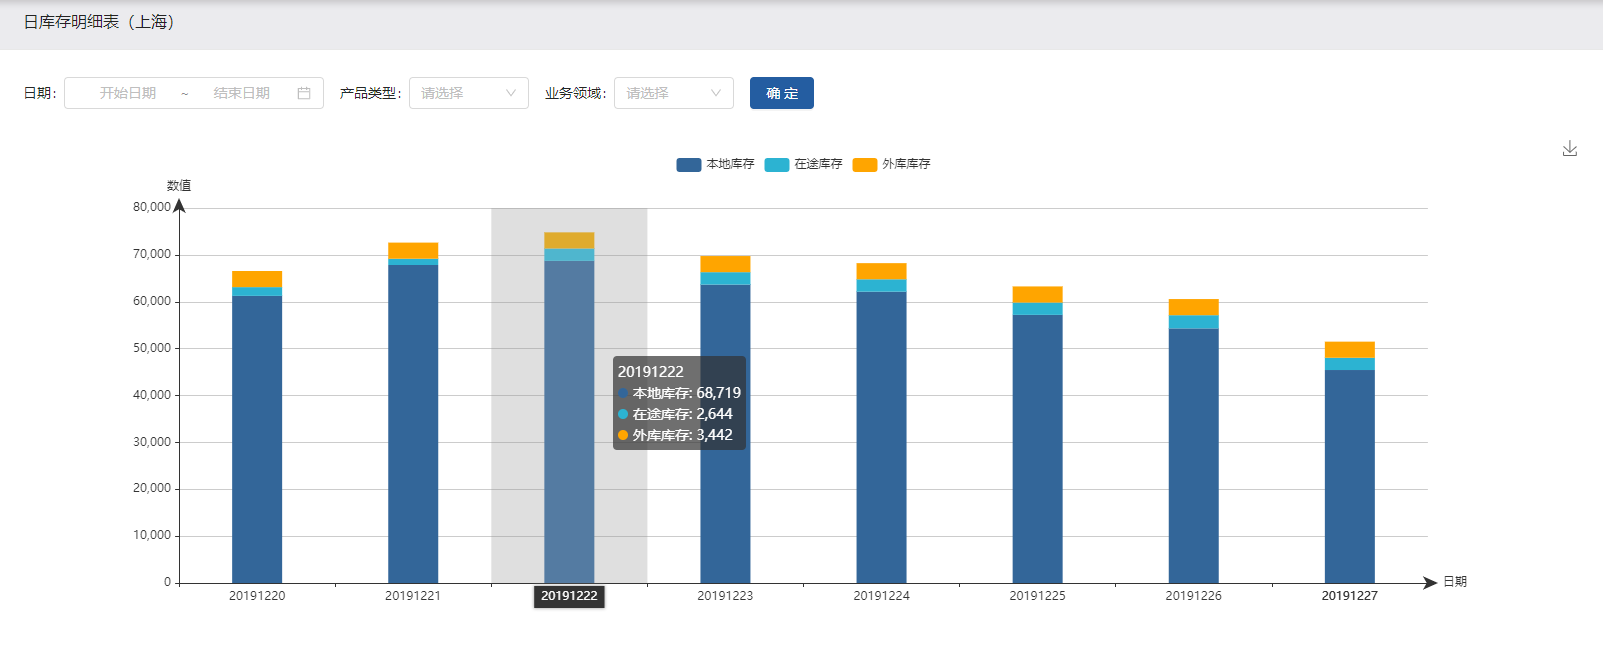 日库存明细表（上海）
日期： 开始日期 ~ 结束日期 产品类型： 请选择 业务领域： 请选择 确 定
本地库存 在途库存 外库库存
数值
80,000
70,000
60,000
50,000
40,000
30,000
20,000
10,000
0
20191222
本地库存: 68,719
在途库存: 2,644
外库库存: 3,442
日期
20191220 20191221 20191222 20191223 20191224 20191225 20191226 20191227